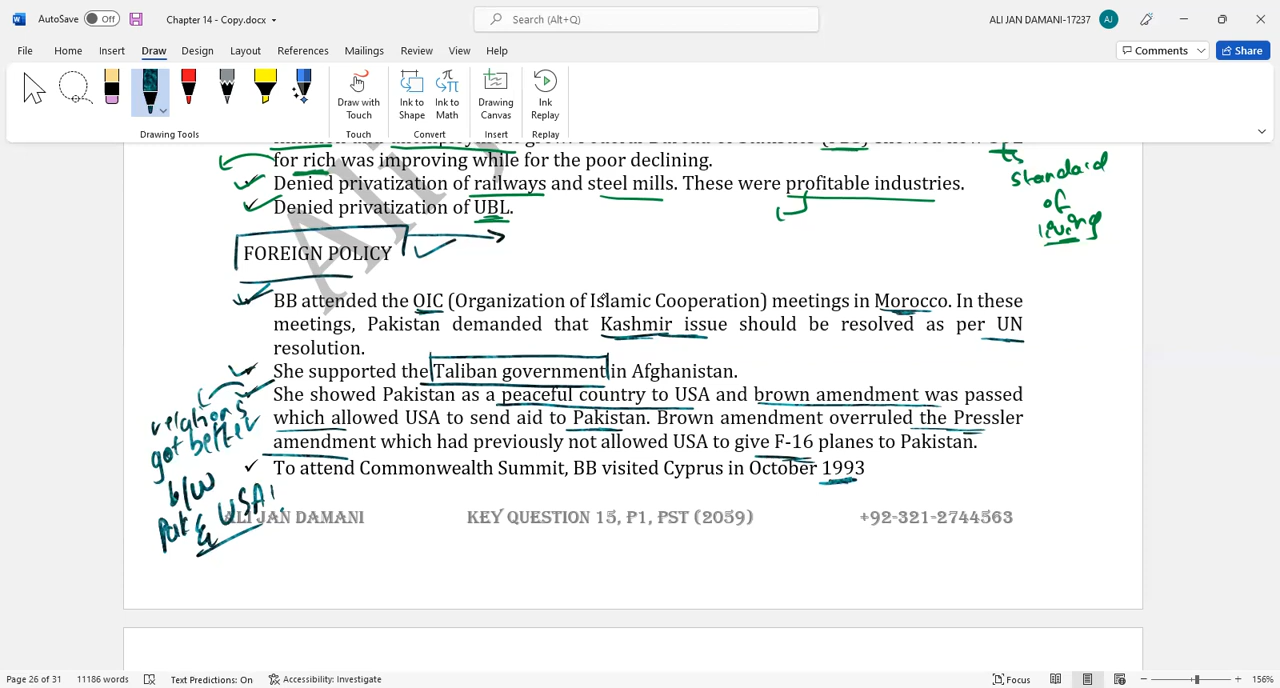 AutoSave Off Chapter 14 - Copy.docx Search (Alt+Q) ALI JAN DAMANI-17237 AJ
File Home Insert Draw Design Layout References Mailings Review View Help Comments Share
Draw with Touch Ink to Shape Ink to Math Drawing Canvas Ink Replay
Drawing Tools Touch Convert Insert Replay
for rich was improving while for the poor declining.
Denied privatization of railways and steel mills. These were profitable industries.
Denied privatization of UBL.
standard
of
living
FOREIGN POLICY
BB attended the OIC (Organization of Islamic Cooperation) meetings in Morocco. In these
meetings, Pakistan demanded that Kashmir issue should be resolved as per UN
resolution.
She supported the Taliban government in Afghanistan.
She showed Pakistan as a peaceful country to USA and brown amendment was passed
which allowed USA to send aid to Pakistan. Brown amendment overruled the Pressler
amendment which had previously not allowed USA to give F-16 planes to Pakistan.
To attend Commonwealth Summit, BB visited Cyprus in October 1993
relations
got better
b/w
Pak & USA
ALI JAN DAMANI KEY QUESTION 15, P1, PST (2059) +92-321-2744563
Page 26 of 31 11186 words Text Predictions: On Accessibility: Investigate Focus 156%